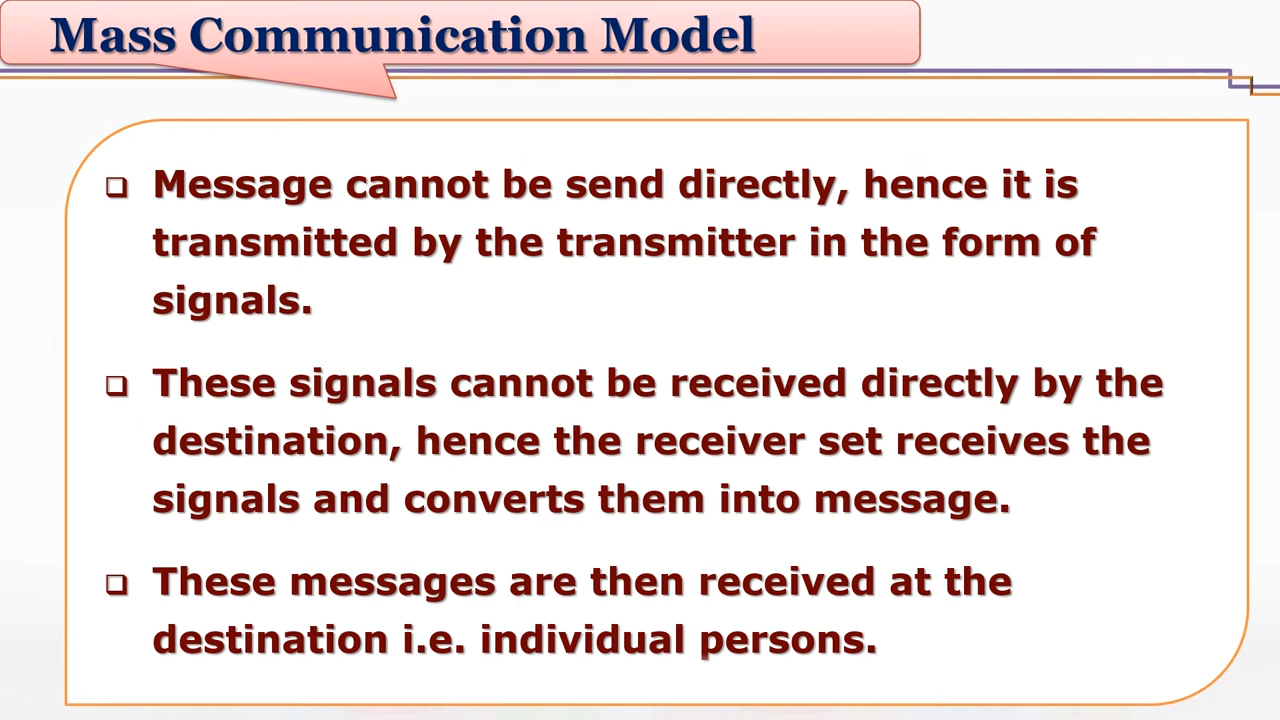 Mass Communication Model
Message cannot be send directly, hence it is
transmitted by the transmitter in the form of
signals.
These signals cannot be received directly by the
destination, hence the receiver set receives the
signals and converts them into message.
These messages are then received at the
destination i.e. individual persons.